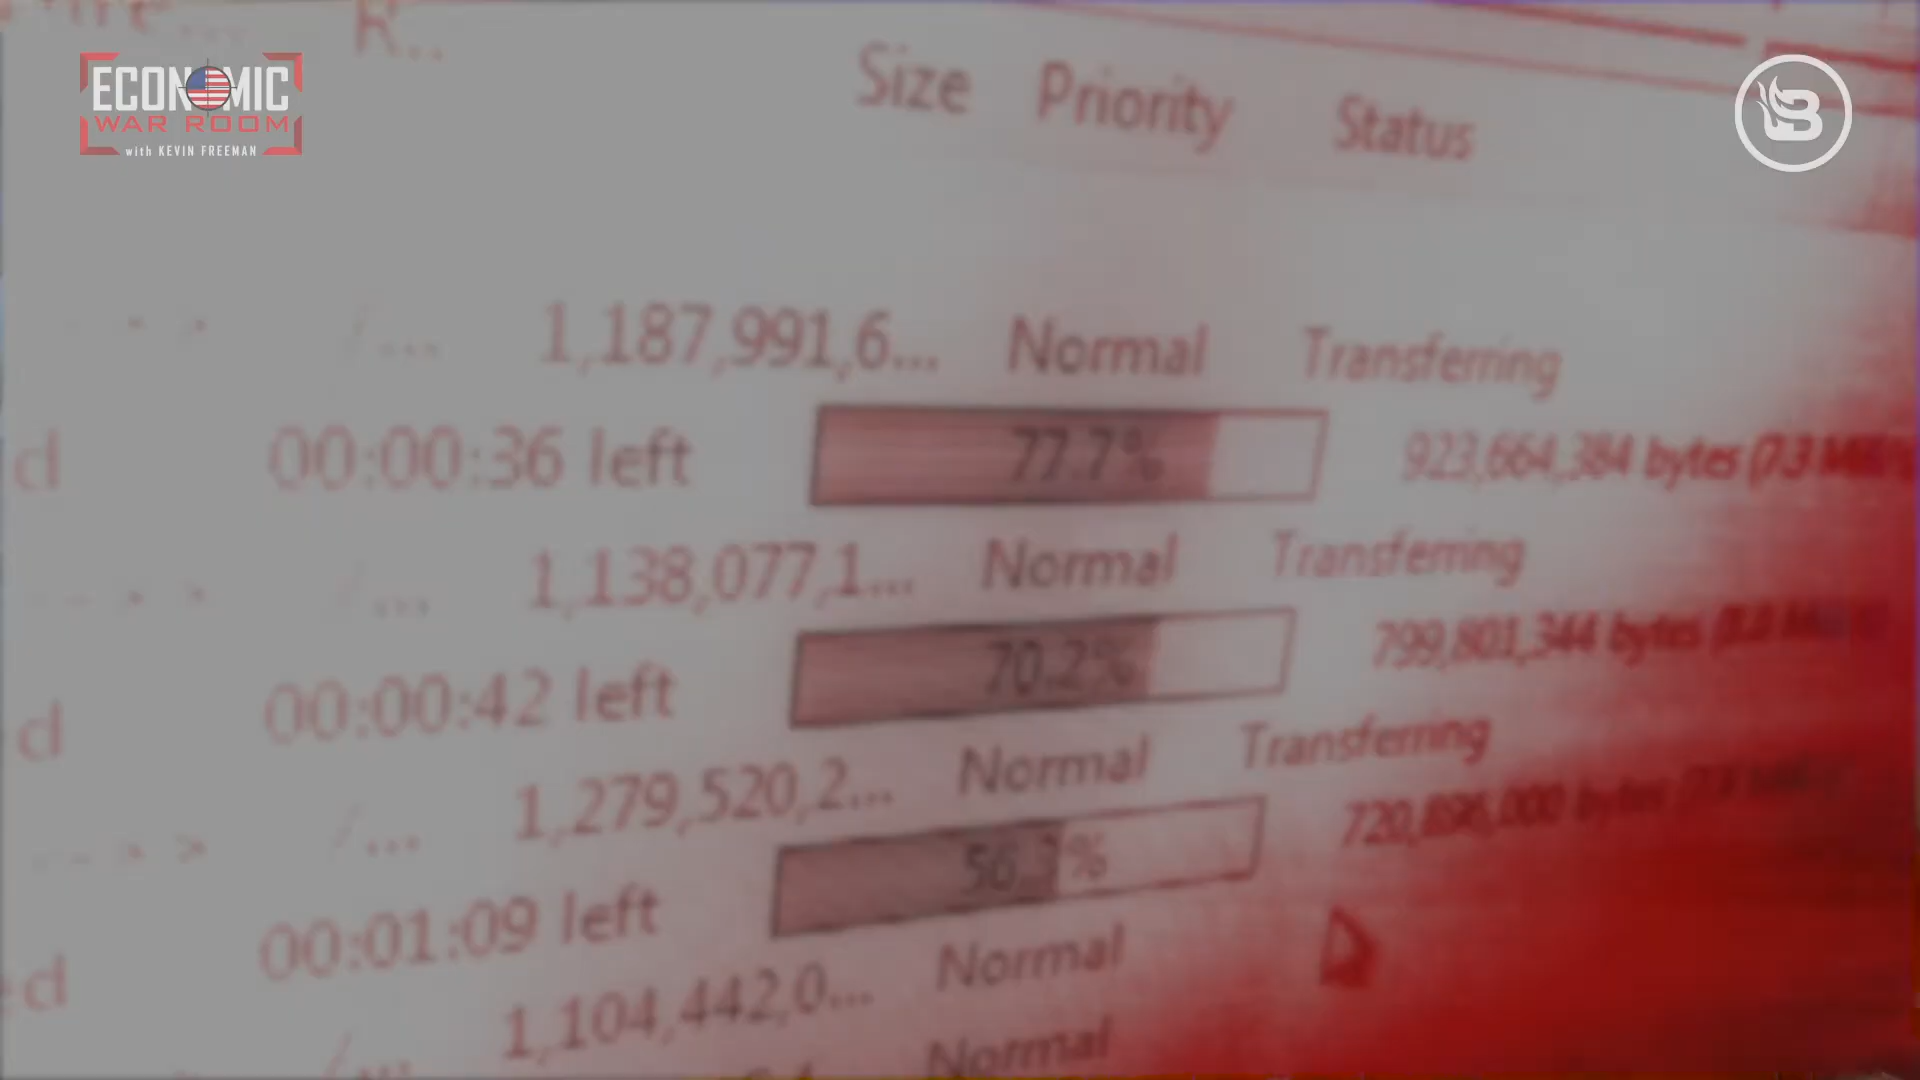 R...
ECONOMIC
WAR ROOM
with KEVIN FREEMAN
B
Size Priority Status
/... 1,187,991,6... Normal Transferring
d 00:00:36 left 77.7% 923,664,384 bytes (7.3
/... 1,138,077,1... Normal Transferring
d 00:00:42 left 70.2% 799,801,344 bytes
/... 1,279,520,2... Normal Transferring
ed 00:01:09 left 720,896,000 bytes
/... 1,104,442,0... Normal
Normal